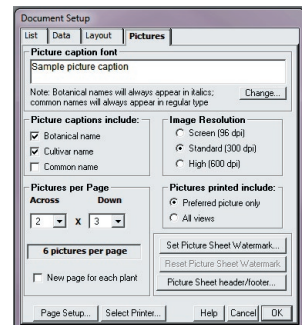 Document Setup
List Data Layout Pictures
Picture caption font
Sample picture caption
Note: Botanical names will always appear in italics;
common names will always appear in regular type
Change...
Picture captions include:
Botanical name
Cultivar name
Common name
Image Resolution
Screen (96 dpi)
Standard (300 dpi)
High (600 dpi)
Pictures per Page
Across Down
2 X 3
6 pictures per page
New page for each plant
Pictures printed include:
Preferred picture only
All views
Set Picture Sheet Watermark...
Reset Picture Sheet Watermark
Picture Sheet header/footer...
Page Setup... Select Printer... Help Cancel OK